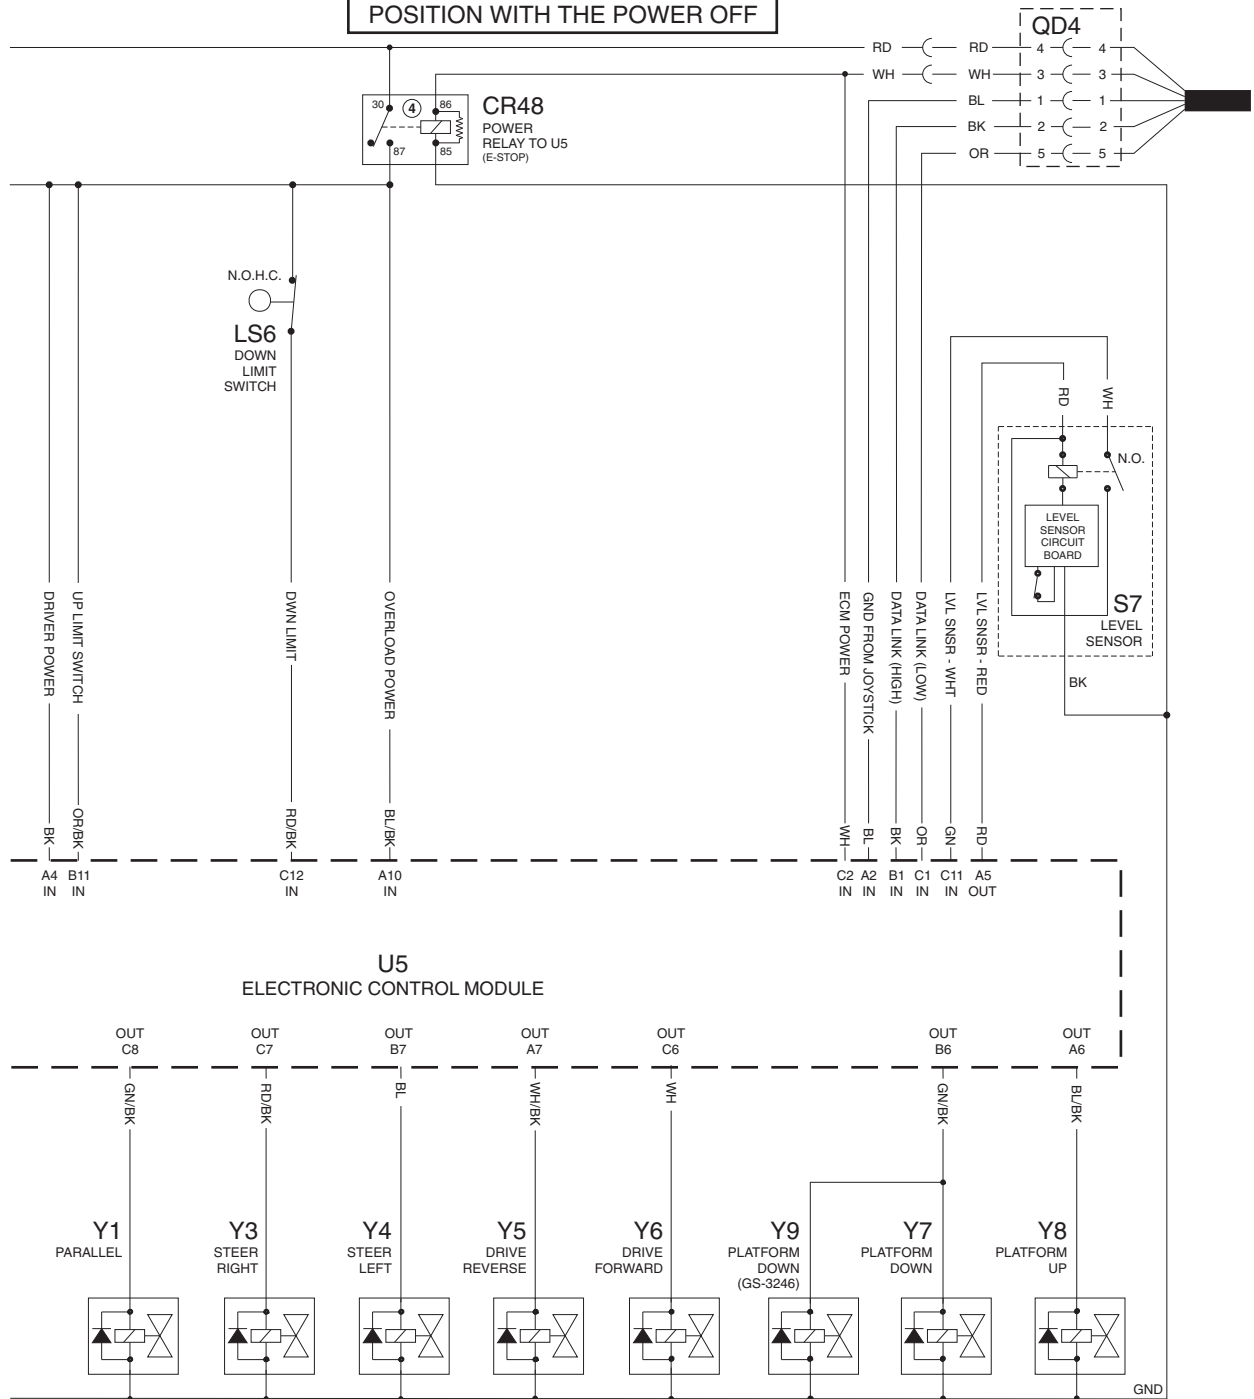 POSITION WITH THE POWER OFF
QD4
RD RD 4 4
WH WH 3 3
BL 1 1
BK 2 2
OR 5 5
30 4 86
87 85
CR48
POWER
RELAY TO U5
(E-STOP)
N.O.H.C.
LS6
DOWN
LIMIT
SWITCH
RD
WH
N.O.
LEVEL
SENSOR
CIRCUIT
BOARD
S7
LEVEL
SENSOR
BK
DRIVER POWER
UP LIMIT SWITCH
DWN LIMIT
OVERLOAD POWER
ECM POWER
GND FROM JOYSTICK
DATA LINK (HIGH)
DATA LINK (LOW)
LVL SNSR - WHT
LVL SNSR - RED
BK
OR/BK
RD/BK
BL/BK
WH
BL
BK
OR
GN
RD
A4 B11 C12 A10 C2 A2 B1 C1 C11 A5
IN IN IN IN IN IN IN IN IN OUT
U5
ELECTRONIC CONTROL MODULE
OUT OUT OUT OUT OUT OUT OUT
C8 C7 B7 A7 C6 B6 A6
GN/BK
RD/BK
BL
WH/BK
WH
GN/BK
BL/BK
Y1
PARALLEL
Y3
STEER
RIGHT
Y4
STEER
LEFT
Y5
DRIVE
REVERSE
Y6
DRIVE
FORWARD
Y9
PLATFORM
DOWN
(GS-3246)
Y7
PLATFORM
DOWN
Y8
PLATFORM
UP
GND